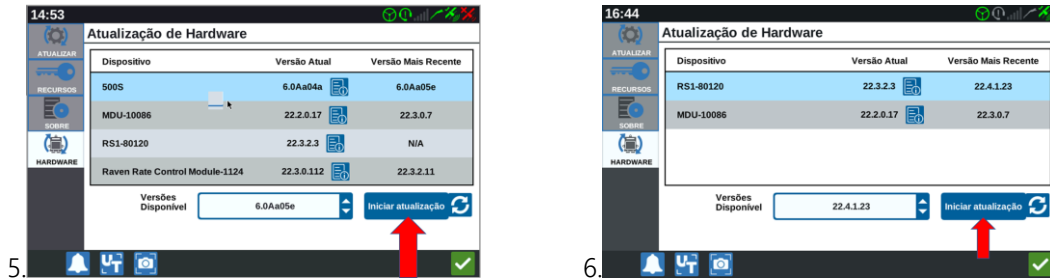 14:53
Atualização de Hardware
ATUALIZAR
RECURSOS
SOBRE
HARDWARE
Dispositivo Versão Atual Versão Mais Recente
500S 6.0Aa04a 6.0Aa05e
MDU-10086 22.2.0.17 22.3.0.7
RS1-80120 22.3.2.3 N/A
Raven Rate Control Module-1124 22.3.0.112 22.3.2.11
Versões
Disponível
6.0Aa05e
Iniciar atualização
UT
5.
16:44
Atualização de Hardware
ATUALIZAR
RECURSOS
SOBRE
HARDWARE
Dispositivo Versão Atual Versão Mais Recente
RS1-80120 22.3.2.3 22.4.1.23
MDU-10086 22.2.0.17 22.3.0.7
Versões
Disponível
22.4.1.23
Iniciar atualização
UT
6.